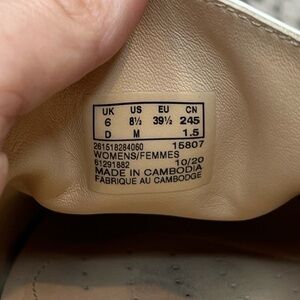 UK US EU CN
6 8½ 39½ 245
D M 1.5
261518284060 15807
WOMENS/FEMMES
61291882 10/20
MADE IN CAMBODIA
FABRIQUE AU CAMBODGE